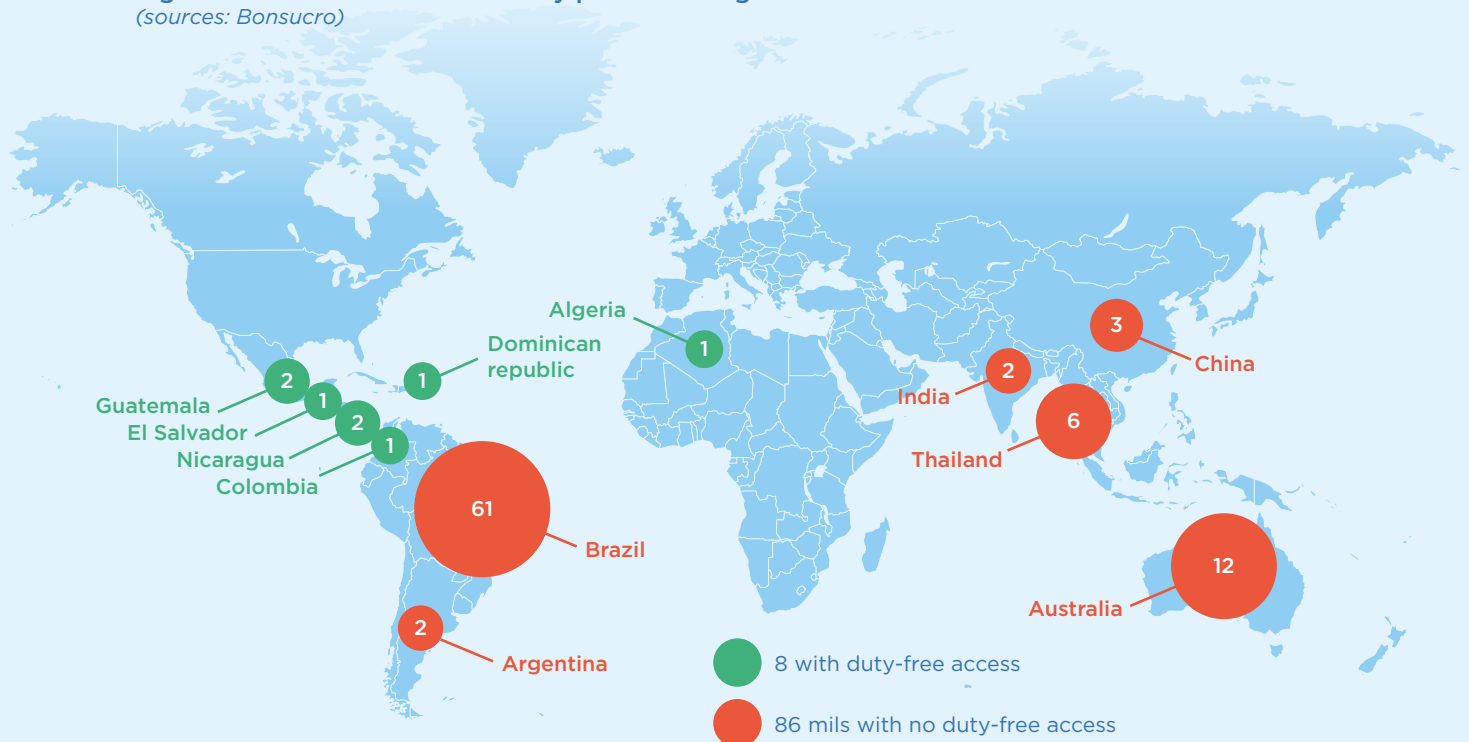 (sources: Bonsucro)
Algeria
1
Dominican
republic
1
Guatemala
2
El Salvador
1
Nicaragua
2
Colombia
1
61
Brazil
2
Argentina
3
China
2
India
6
Thailand
12
Australia
8 with duty-free access
86 mils with no duty-free access